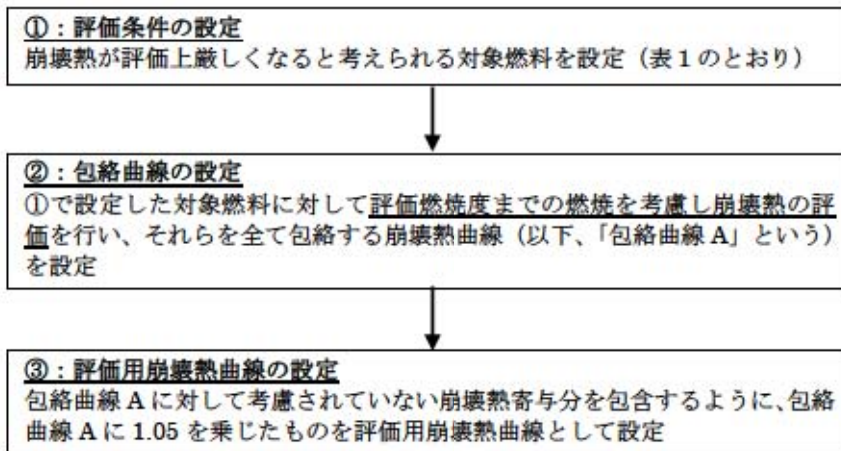 ①：評価条件の設定
崩壊熱が評価上厳しくなると考えられる対象燃料を設定（表１のとおり）
②：包絡曲線の設定
①で設定した対象燃料に対して評価燃焼度までの燃焼を考慮し崩壊熱の評
価を行い、それらを全て包絡する崩壊熱曲線（以下、「包絡曲線 A」という）
を設定
③：評価用崩壊熱曲線の設定
包絡曲線 A に対して考慮されていない崩壊熱寄与分を包含するように、包絡
曲線 A に 1.05 を乗じたものを評価用崩壊熱曲線として設定